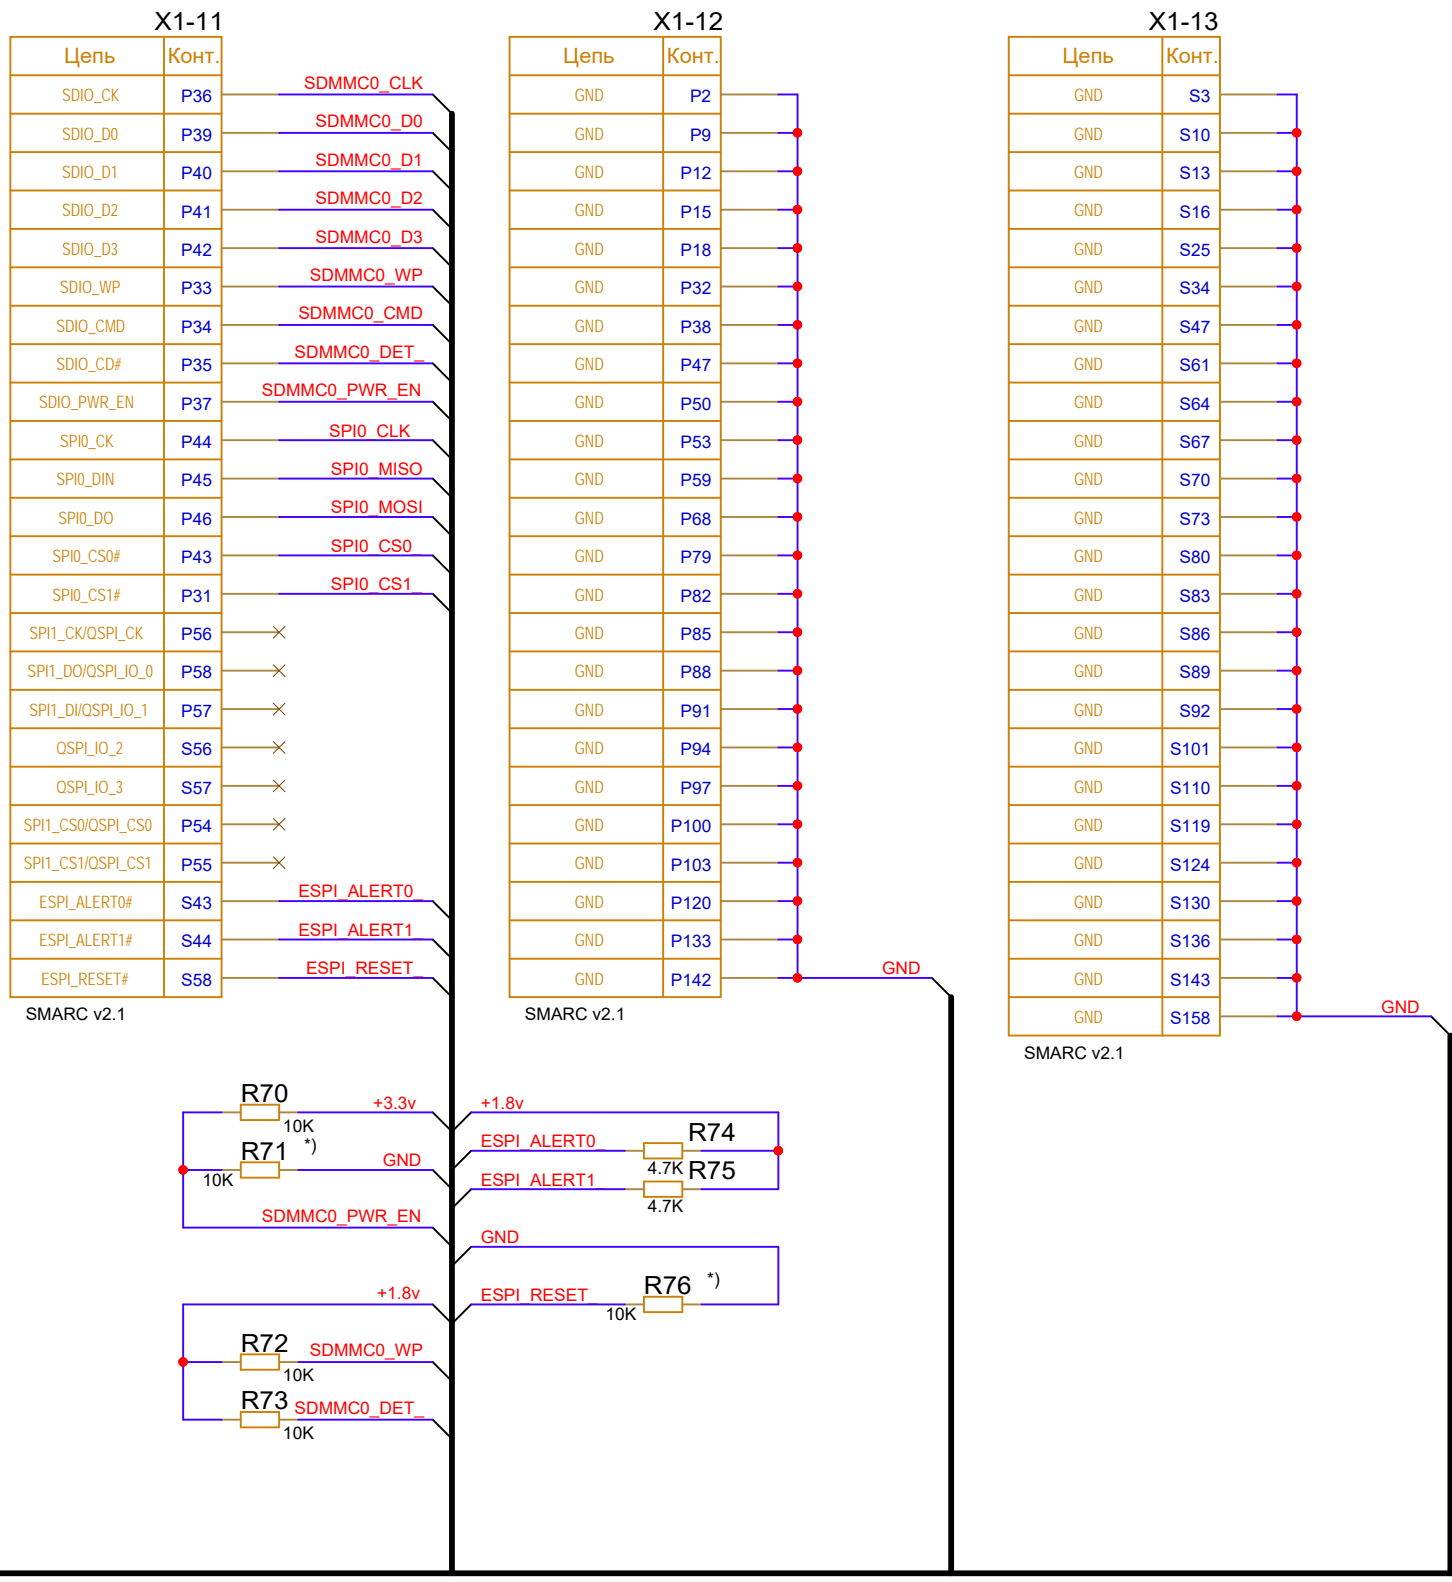 X1-11
Цепь Конт.
SDIO_CK P36 SDMMC0_CLK
SDIO_D0 P39 SDMMC0_D0
SDIO_D1 P40 SDMMC0_D1
SDIO_D2 P41 SDMMC0_D2
SDIO_D3 P42 SDMMC0_D3
SDIO_WP P33 SDMMC0_WP
SDIO_CMD P34 SDMMC0_CMD
SDIO_CD# P35 SDMMC0_DET_
SDIO_PWR_EN P37 SDMMC0_PWR_EN
SPI0_CK P44 SPI0_CLK
SPI0_DIN P45 SPI0_MISO
SPI0_DO P46 SPI0_MOSI
SPI0_CS0# P43 SPI0_CS0_
SPI0_CS1# P31 SPI0_CS1_
SPI1_CK/QSPI_CK P56
SPI1_DO/QSPI_IO_0 P58
SPI1_DI/QSPI_IO_1 P57
QSPI_IO_2 S56
QSPI_IO_3 S57
SPI1_CS0/QSPI_CS0 P54
SPI1_CS1/QSPI_CS1 P55
ESPI_ALERT0# S43 ESPI_ALERT0_
ESPI_ALERT1# S44 ESPI_ALERT1_
ESPI_RESET# S58 ESPI_RESET_
SMARC v2.1
X1-12
Цепь Конт.
GND P2
GND P9
GND P12
GND P15
GND P18
GND P32
GND P38
GND P47
GND P50
GND P53
GND P59
GND P68
GND P79
GND P82
GND P85
GND P88
GND P91
GND P94
GND P97
GND P100
GND P103
GND P120
GND P133
GND P142 GND
SMARC v2.1
X1-13
Цепь Конт.
GND S3
GND S10
GND S13
GND S16
GND S25
GND S34
GND S47
GND S61
GND S64
GND S67
GND S70
GND S73
GND S80
GND S83
GND S86
GND S89
GND S92
GND S101
GND S110
GND S119
GND S124
GND S130
GND S136
GND S143
GND S158 GND
SMARC v2.1
R70 +3.3v
10K
R71 *) GND
10K
SDMMC0_PWR_EN
+1.8v
R72 SDMMC0_WP
10K
R73 SDMMC0_DET_
10K
+1.8v
ESPI_ALERT0_ R74
4.7K
ESPI_ALERT1_ R75
4.7K
GND
ESPI_RESET_ R76 *)
10K